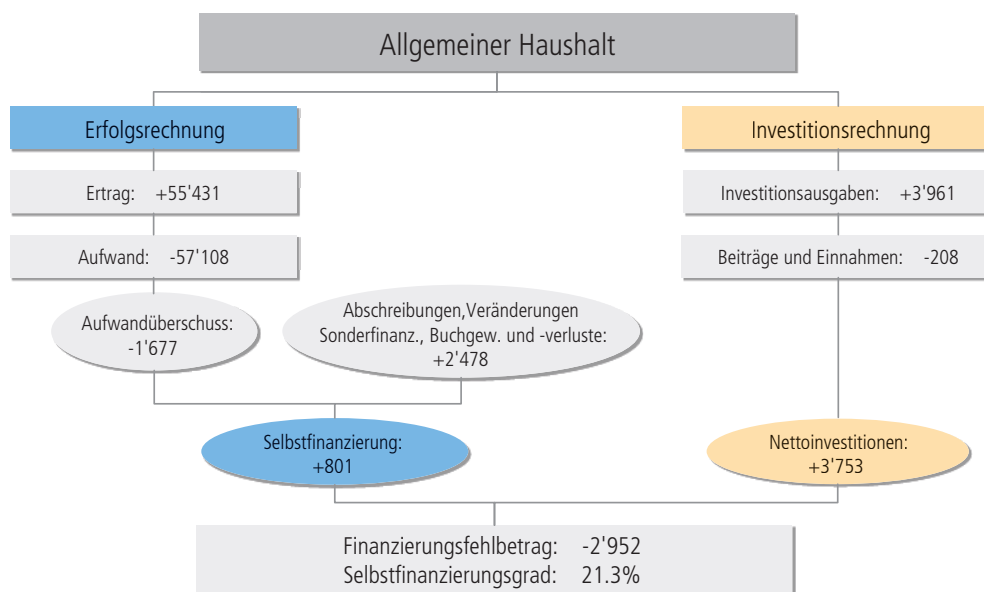 Allgemeiner Haushalt
Erfolgsrechnung
Investitionsrechnung
Ertrag: +55'431
Investitionsausgaben: +3'961
Aufwand: -57'108
Beiträge und Einnahmen: -208
Aufwandüberschuss:
-1'677
Abschreibungen,Veränderungen
Sonderfinanz., Buchgew. und -verluste:
+2'478
Selbstfinanzierung:
+801
Nettoinvestitionen:
+3'753
Finanzierungsfehlbetrag: -2'952
Selbstfinanzierungsgrad: 21.3%